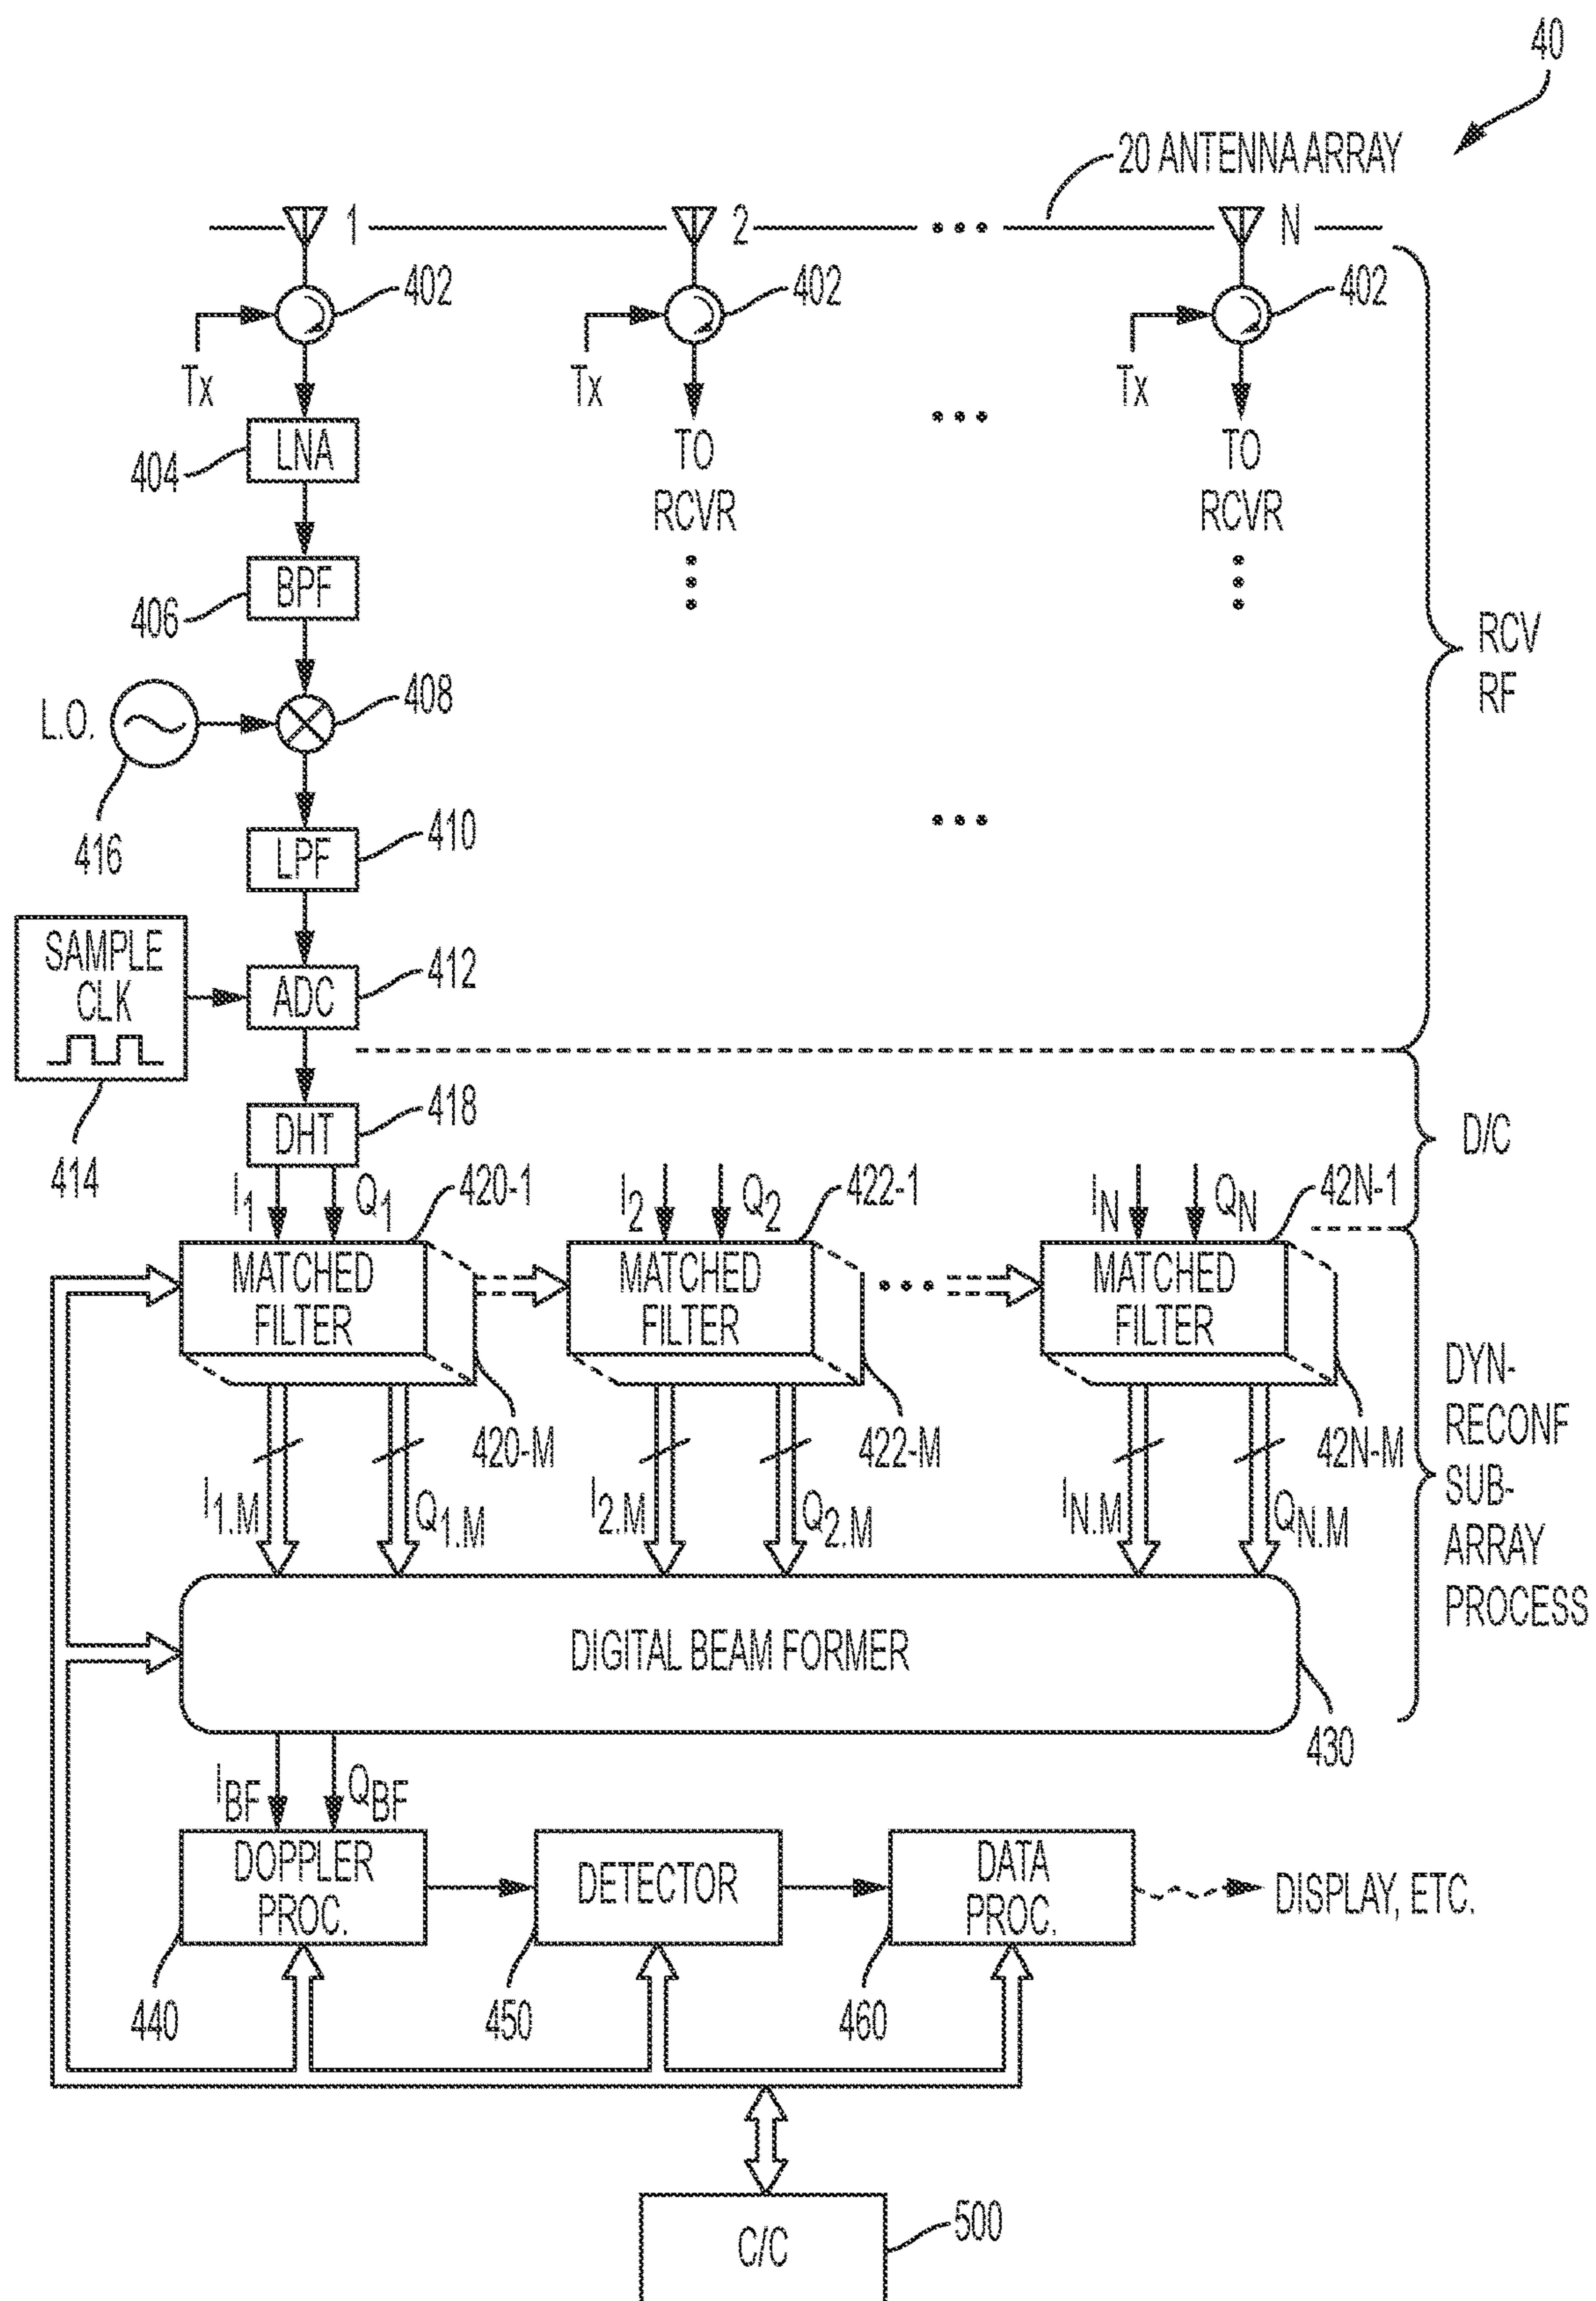 40
20 ANTENNA ARRAY
1
2
N
402
402
402
Tx
Tx
Tx
LNA
404
TO
RCVR
TO
RCVR
BPF
406
RCV
RF
408
L.O.
416
LPF
410
SAMPLE
CLK
ADC
412
414
DHT
418
D/C
I1
Q1
420-1
I2
Q2
422-1
IN
QN
42N-1
MATCHED
FILTER
MATCHED
FILTER
MATCHED
FILTER
420-M
422-M
42N-M
DYN-
RECONF
SUB-
ARRAY
PROCESS
I1.M
Q1.M
I2.M
Q2.M
IN.M
QN.M
DIGITAL BEAM FORMER
430
IBF
QBF
DOPPLER
PROC.
DETECTOR
DATA
PROC.
DISPLAY, ETC.
440
450
460
C/C
500